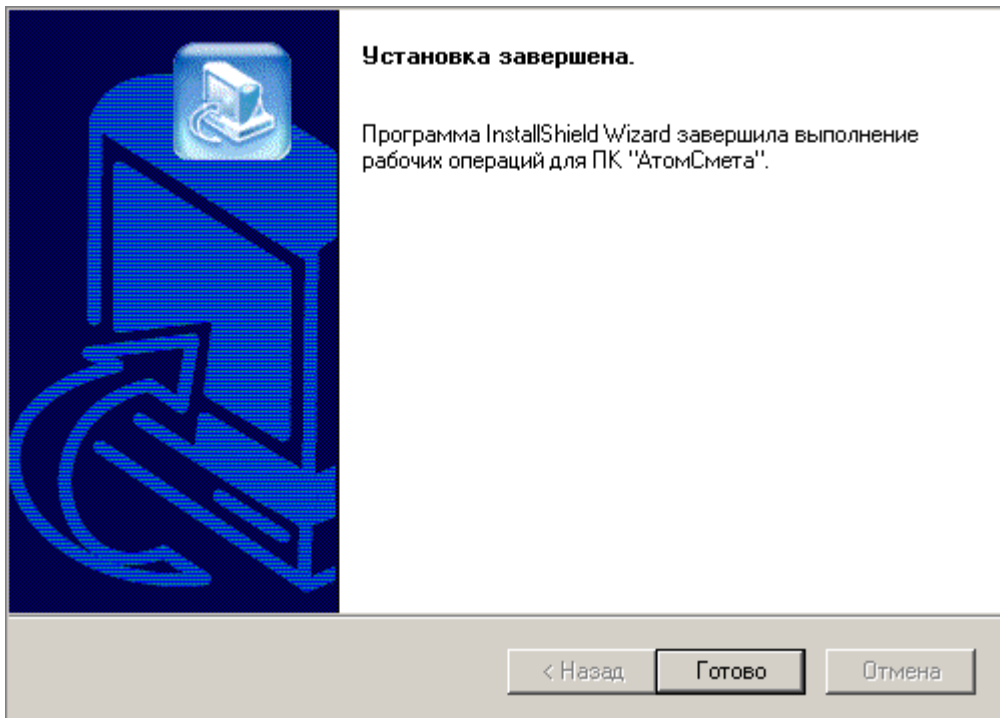 Установка завершена.
Программа InstallShield Wizard завершила выполнение
рабочих операций для ПК "АтомСмета".
< Назад
Готово
Отмена